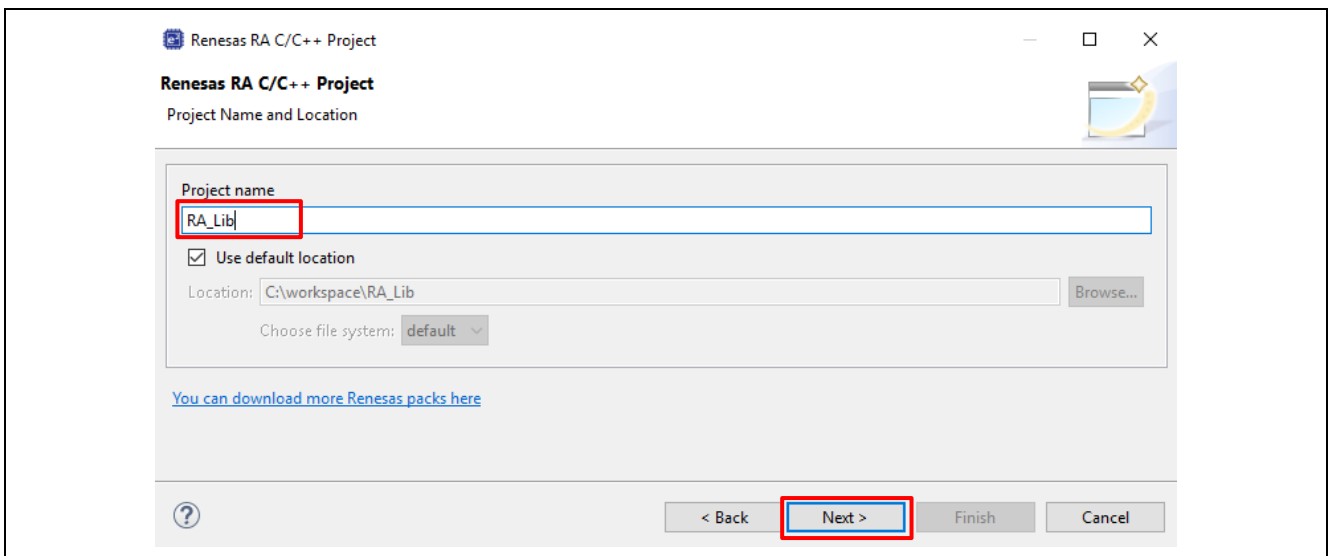 Renesas RA C/C++ Project
Renesas RA C/C++ Project
Project Name and Location
Project name
RA_Lib
Use default location
Location: C:\workspace\RA_Lib Browse...
Choose file system: default
You can download more Renesas packs here
? < Back Next > Finish Cancel